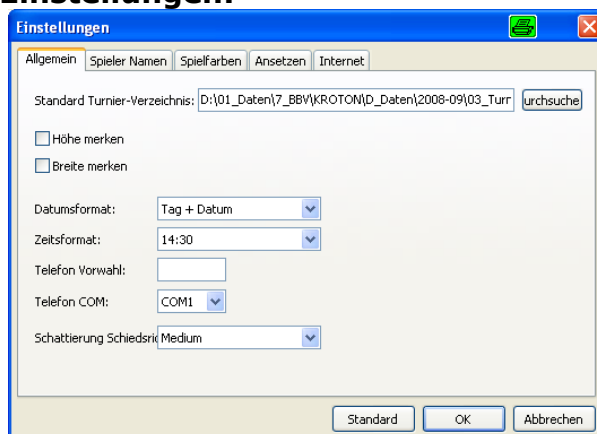 Einstellungen:
Einstellungen
Allgemein Spieler Namen Spielfarben Ansetzen Internet
Standard Turnier-Verzeichnis: D:\01_Daten\7_BBV\KROTON\D_Daten\2008-09\03_Turr urchsuche
Höhe merken
Breite merken
Datumsformat: Tag + Datum
Zeitsformat: 14:30
Telefon Vorwahl:
Telefon COM: COM1
Schattierung Schiedsric Medium
Standard OK Abbrechen